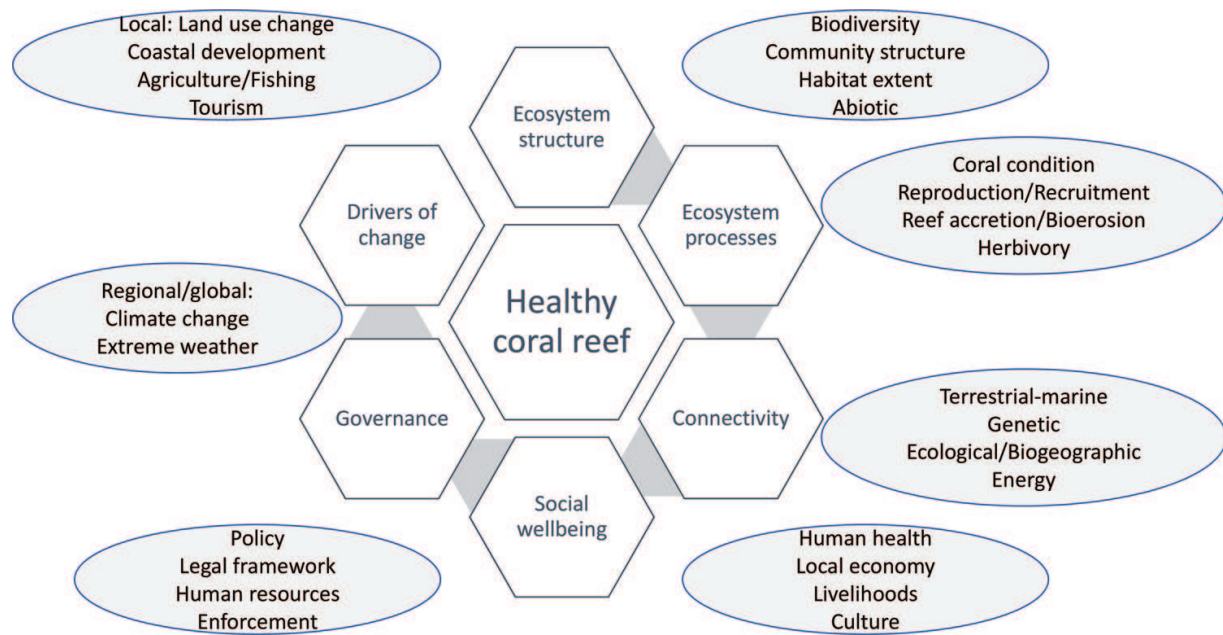 Local: Land use change
Coastal development
Agriculture/Fishing
Tourism
Biodiversity
Community structure
Habitat extent
Abiotic
Ecosystem
structure
Coral condition
Reproduction/Recruitment
Reef accretion/Bioerosion
Herbivory
Drivers of
change
Ecosystem
processes
Healthy
coral reef
Regional/global:
Climate change
Extreme weather
Governance
Connectivity
Terrestrial-marine
Genetic
Ecological/Biogeographic
Energy
Social
wellbeing
Policy
Legal framework
Human resources
Enforcement
Human health
Local economy
Livelihoods
Culture